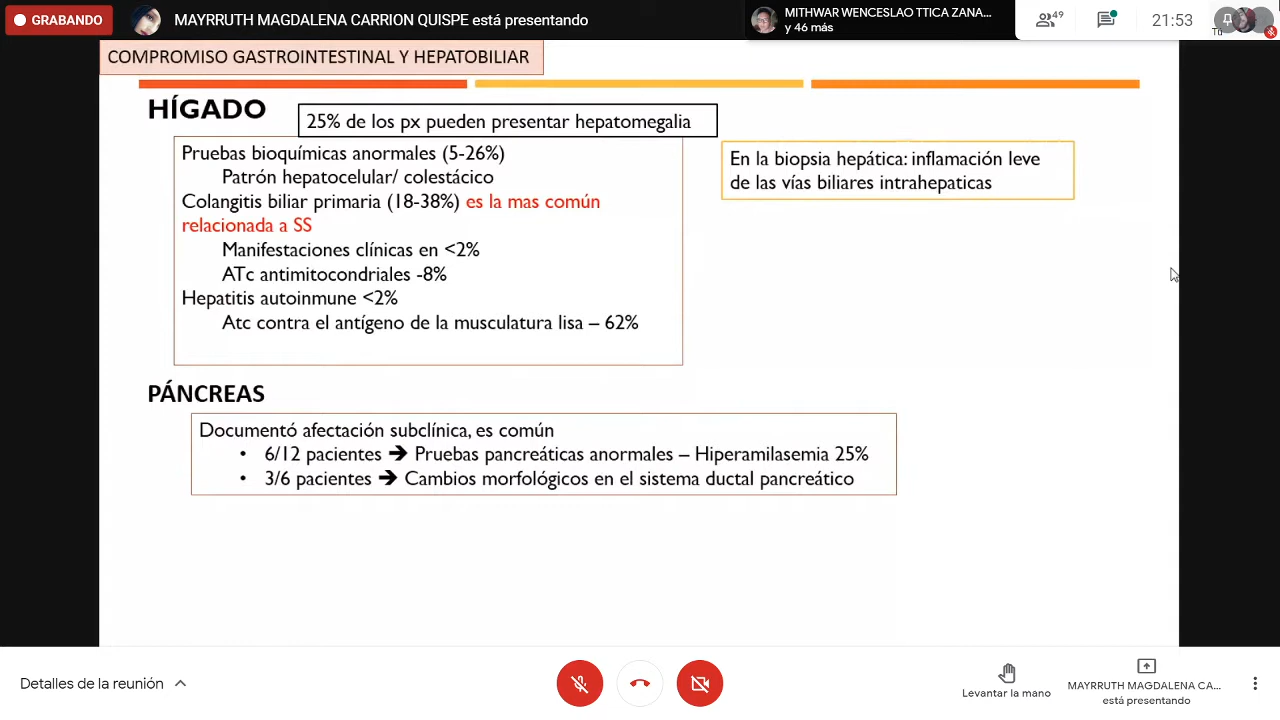 GRABANDO
MAYRRUTH MAGDALENA CARRION QUISPE está presentando
MITHWAR WENCESLAO TTICA ZANA...
y 46 más
49
21:53
Tú
COMPROMISO GASTROINTESTINAL Y HEPATOBILIAR
HÍGADO
25% de los px pueden presentar hepatomegalia
Pruebas bioquímicas anormales (5-26%)
Patrón hepatocelular/ colestácico
Colangitis biliar primaria (18-38%) es la mas común
relacionada a SS
Manifestaciones clínicas en <2%
ATc antimitocondriales -8%
Hepatitis autoinmune <2%
Atc contra el antígeno de la musculatura lisa – 62%
En la biopsia hepática: inflamación leve
de las vías biliares intrahepaticas
PÁNCREAS
Documentó afectación subclínica, es común
• 6/12 pacientes ➔ Pruebas pancreáticas anormales – Hiperamilasemia 25%
• 3/6 pacientes ➔ Cambios morfológicos en el sistema ductal pancreático
Detalles de la reunión
Levantar la mano
MAYRRUTH MAGDALENA CA...
está presentando